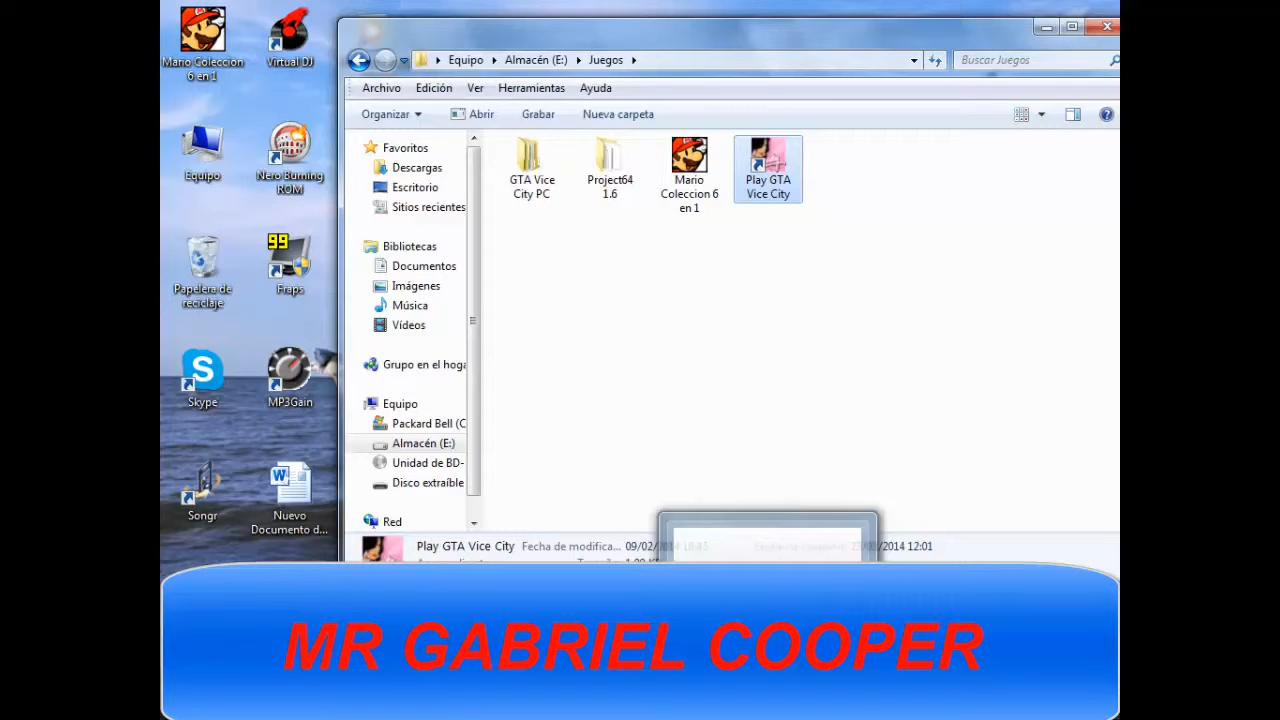 Mario Coleccion
6 en 1
Virtual DJ
Equipo
Nero Burning
ROM
Papelera de
reciclaje
99
Fraps
S
Skype
MP3Gain
Songr
W
Nuevo
Documento d...
Equipo
Almacén (E:)
Juegos
Buscar Juegos
Archivo
Edición
Ver
Herramientas
Ayuda
Organizar
Abrir
Grabar
Nueva carpeta
Favoritos
Descargas
Escritorio
Sitios recientes
Bibliotecas
Documentos
Imágenes
Música
Vídeos
Grupo en el hoga
Equipo
Packard Bell (C
Almacén (E:)
Unidad de BD-
Disco extraíble
Red
GTA Vice
City PC
Project64
1.6
Mario
Coleccion 6
en 1
Play GTA
Vice City
Play GTA Vice City
Fecha de modifica... 09/02/2014
2014 12:01
MR GABRIEL COOPER